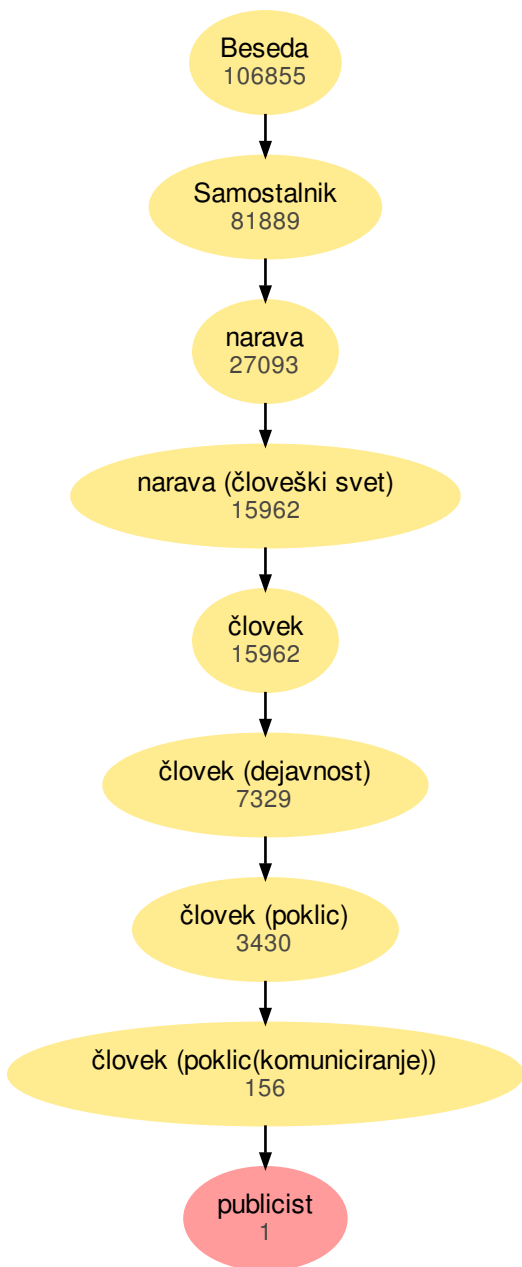 Beseda
106855
Samostalnik
81889
narava
27093
narava (človeški svet)
15962
človek
15962
človek (dejavnost)
7329
človek (poklic)
3430
človek (poklic(komuniciranje))
156
publicist
1